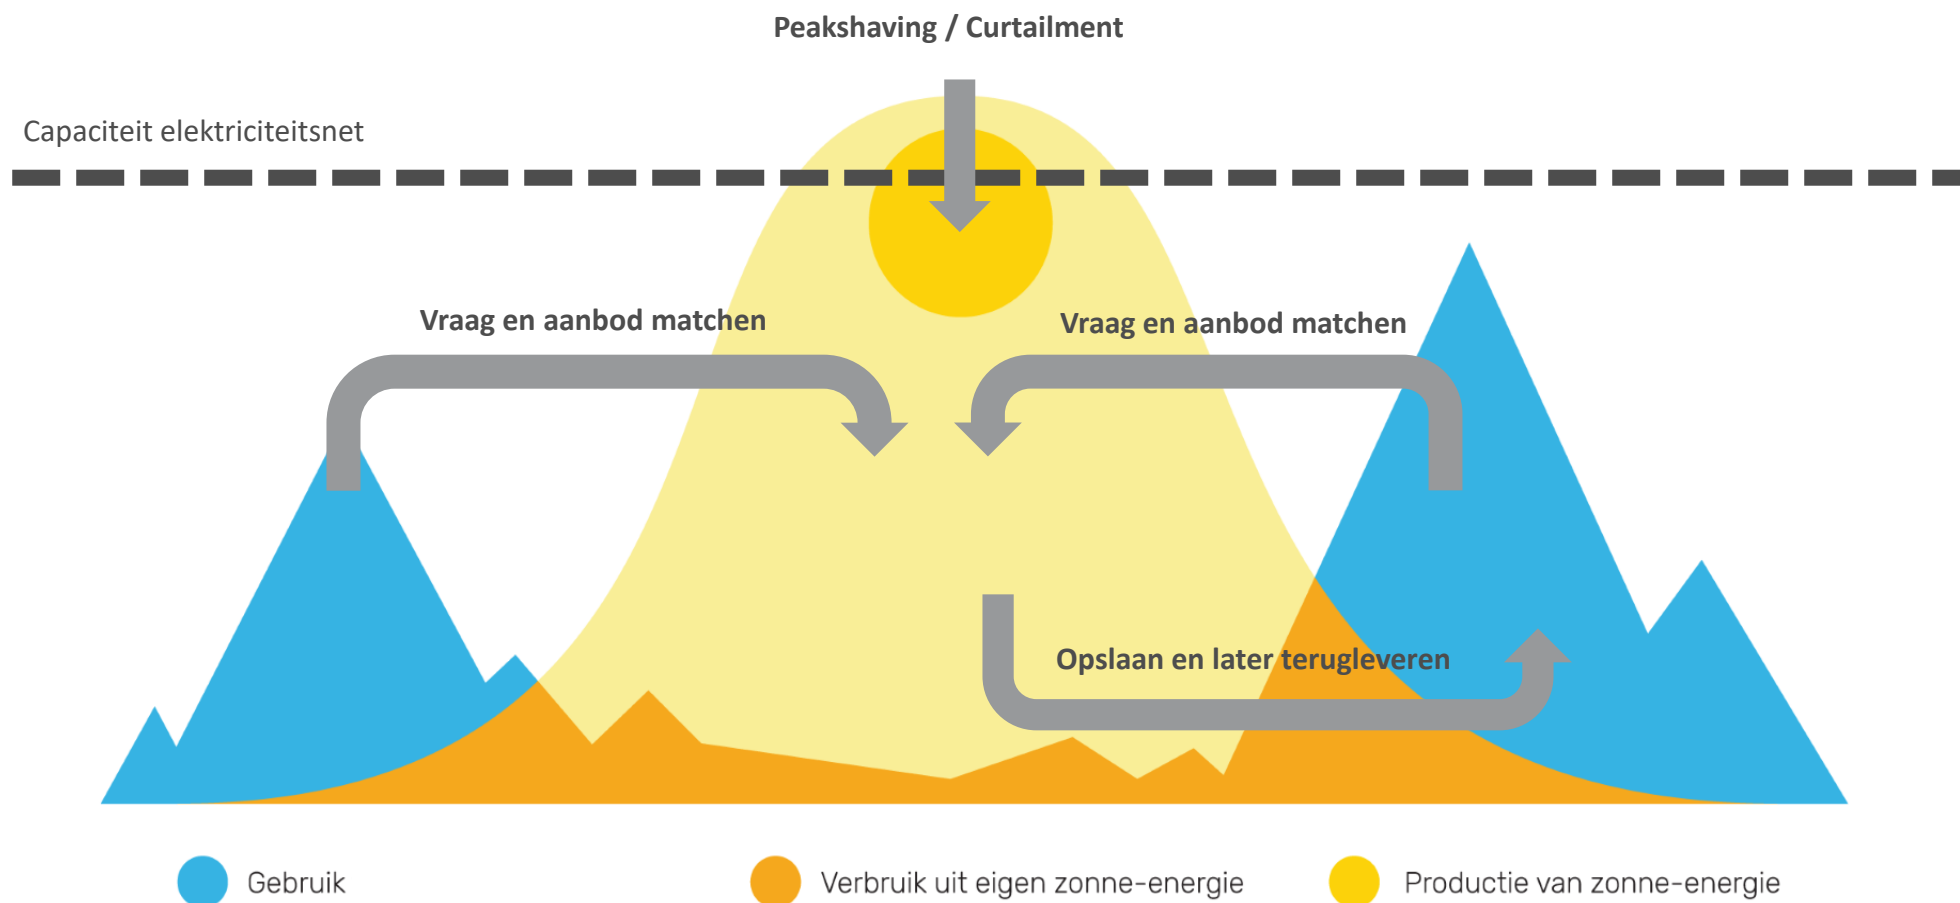 Peakshaving / Curtailment
Capaciteit elektriciteitsnet
Vraag en aanbod matchen
Vraag en aanbod matchen
Opslaan en later terugleveren
Gebruik
Verbruik uit eigen zonne-energie
Productie van zonne-energie